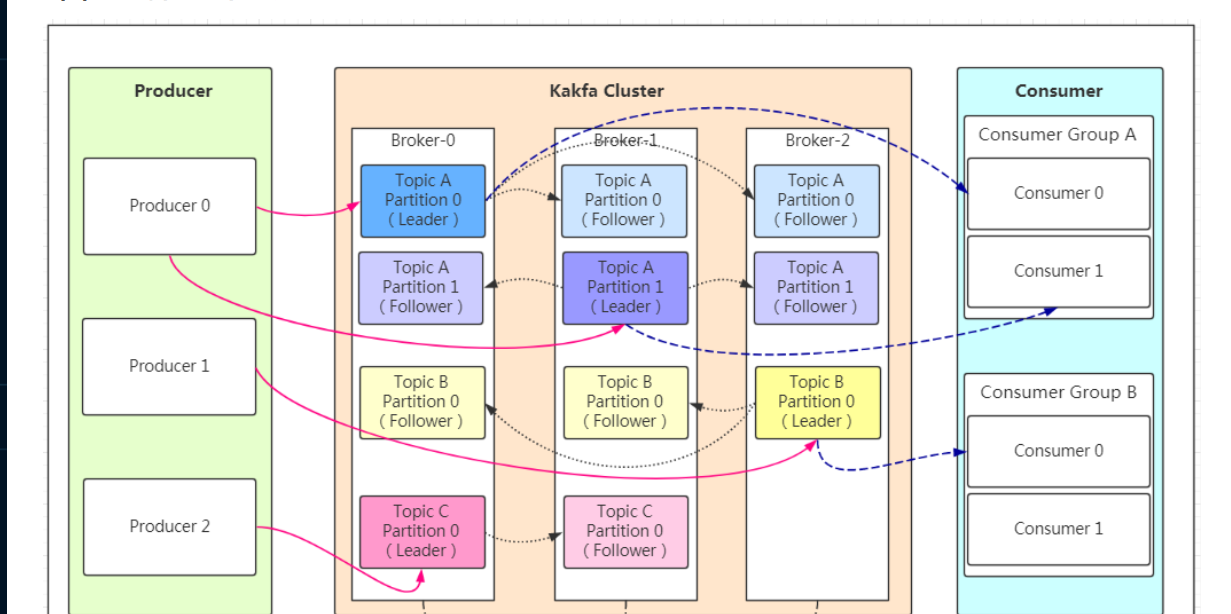 Producer
Kakfa Cluster
Consumer
Broker-0
Broker-1
Broker-2
Consumer Group A
Producer 0
Topic A
Partition 0
( Leader )
Topic A
Partition 0
( Follower )
Topic A
Partition 0
( Follower )
Consumer 0
Topic A
Partition 1
( Follower )
Topic A
Partition 1
( Leader )
Topic A
Partition 1
( Follower )
Consumer 1
Producer 1
Topic B
Partition 0
( Follower )
Topic B
Partition 0
( Follower )
Topic B
Partition 0
( Leader )
Consumer Group B
Consumer 0
Producer 2
Topic C
Partition 0
( Leader )
Topic C
Partition 0
( Follower )
Consumer 1